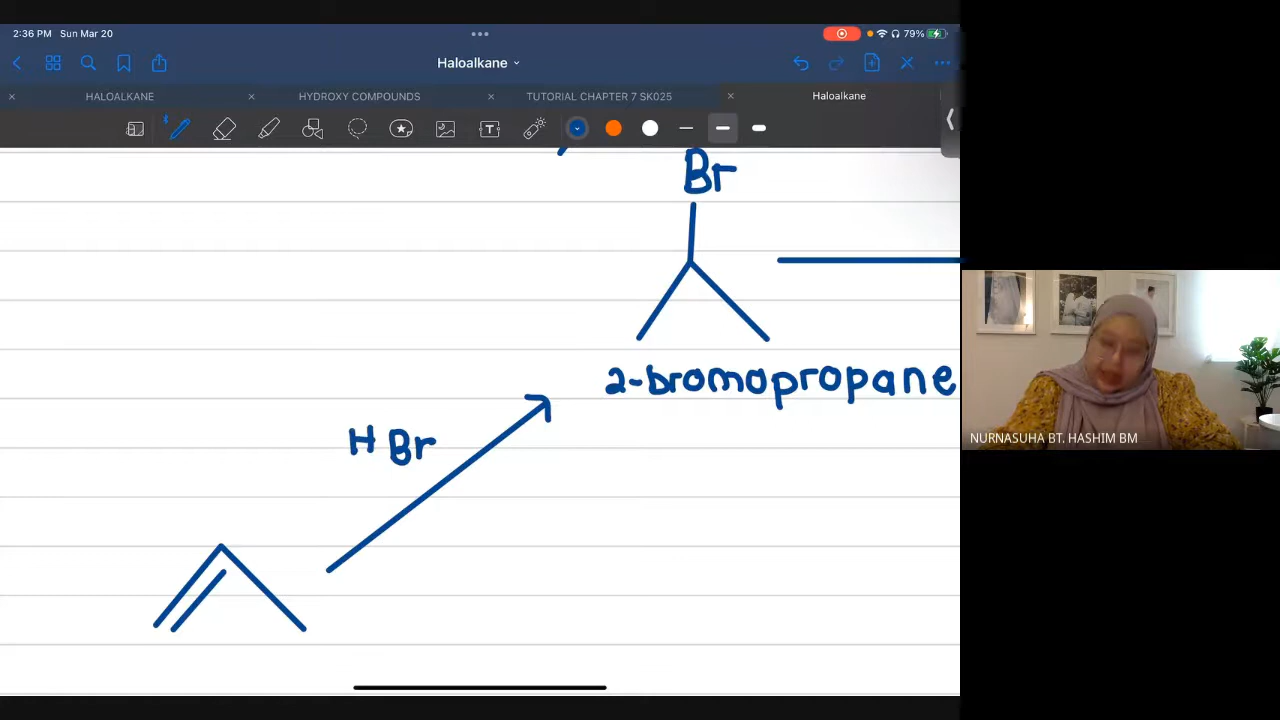 2:36 PM Sun Mar 20
79%
Haloalkane
HALOALKANE
HYDROXY COMPOUNDS
TUTORIAL CHAPTER 7 SK025
Haloalkane
Br
2-bromopropane
H Br
NURNASUHA BT. HASHIM BM